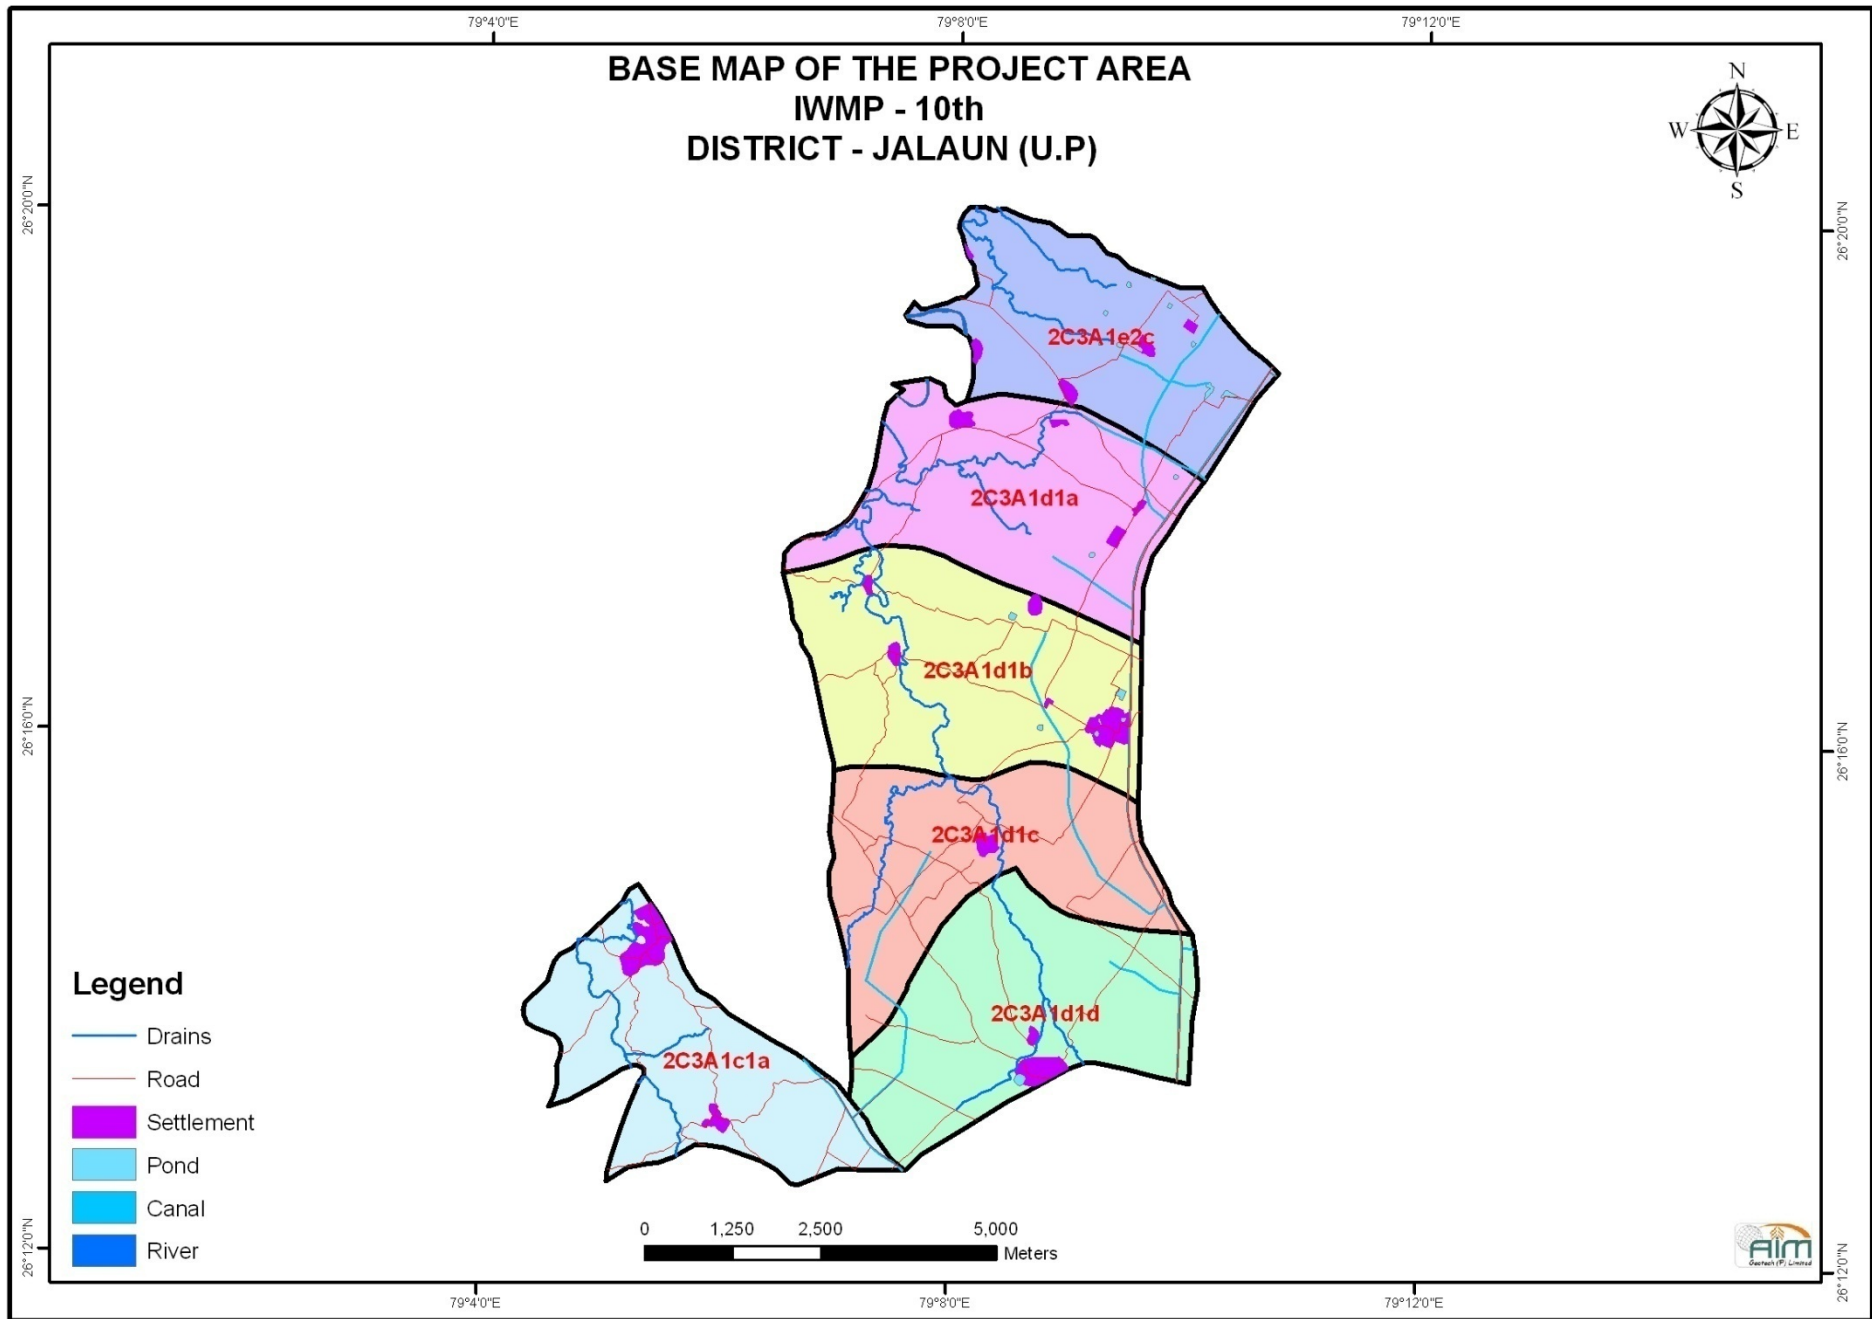 79°4'0"E
79°8'0"E
79°12'0"E
BASE MAP OF THE PROJECT AREA
IWMP - 10th
DISTRICT - JALAUN (U.P)
N
W
E
S
26°20'0"N
26°20'0"N
2C3A1e2c
2C3A1d1a
2C3A1d1b
26°16'0"N
26°16'0"N
2C3A1d1c
2C3A1d1d
2C3A1c1a
Legend
Drains
Road
Settlement
Pond
Canal
River
0 1,250 2,500 5,000
Meters
AIM
Geotech (P) Limited
26°12'0"N
26°12'0"N
79°4'0"E
79°8'0"E
79°12'0"E